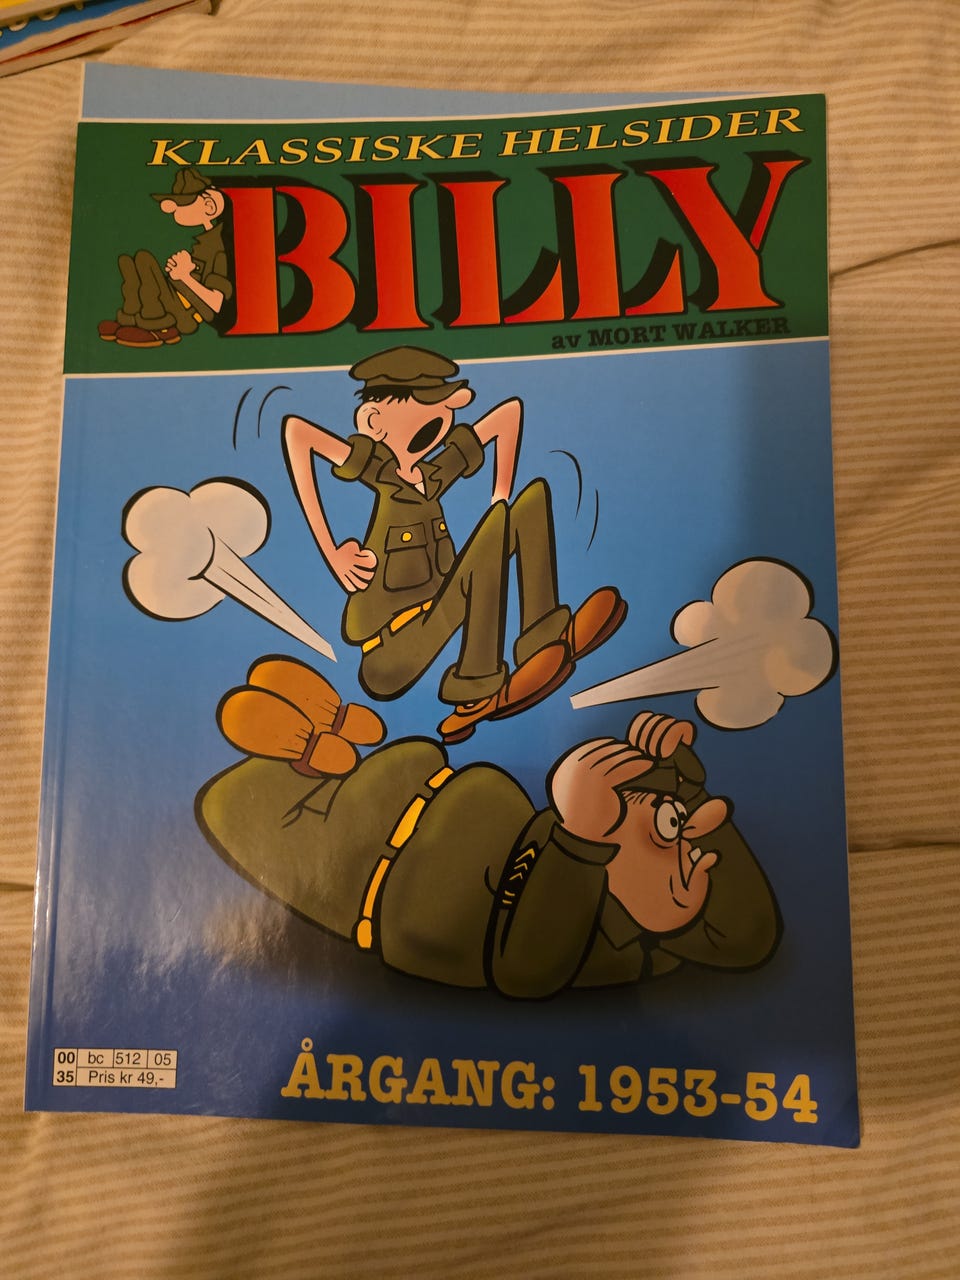 KLASSISKE HELSIDER
BILLY
av MORT WALKER
00 bc 512 05
35 Pris kr 49,-
ÅRGANG: 1953-54